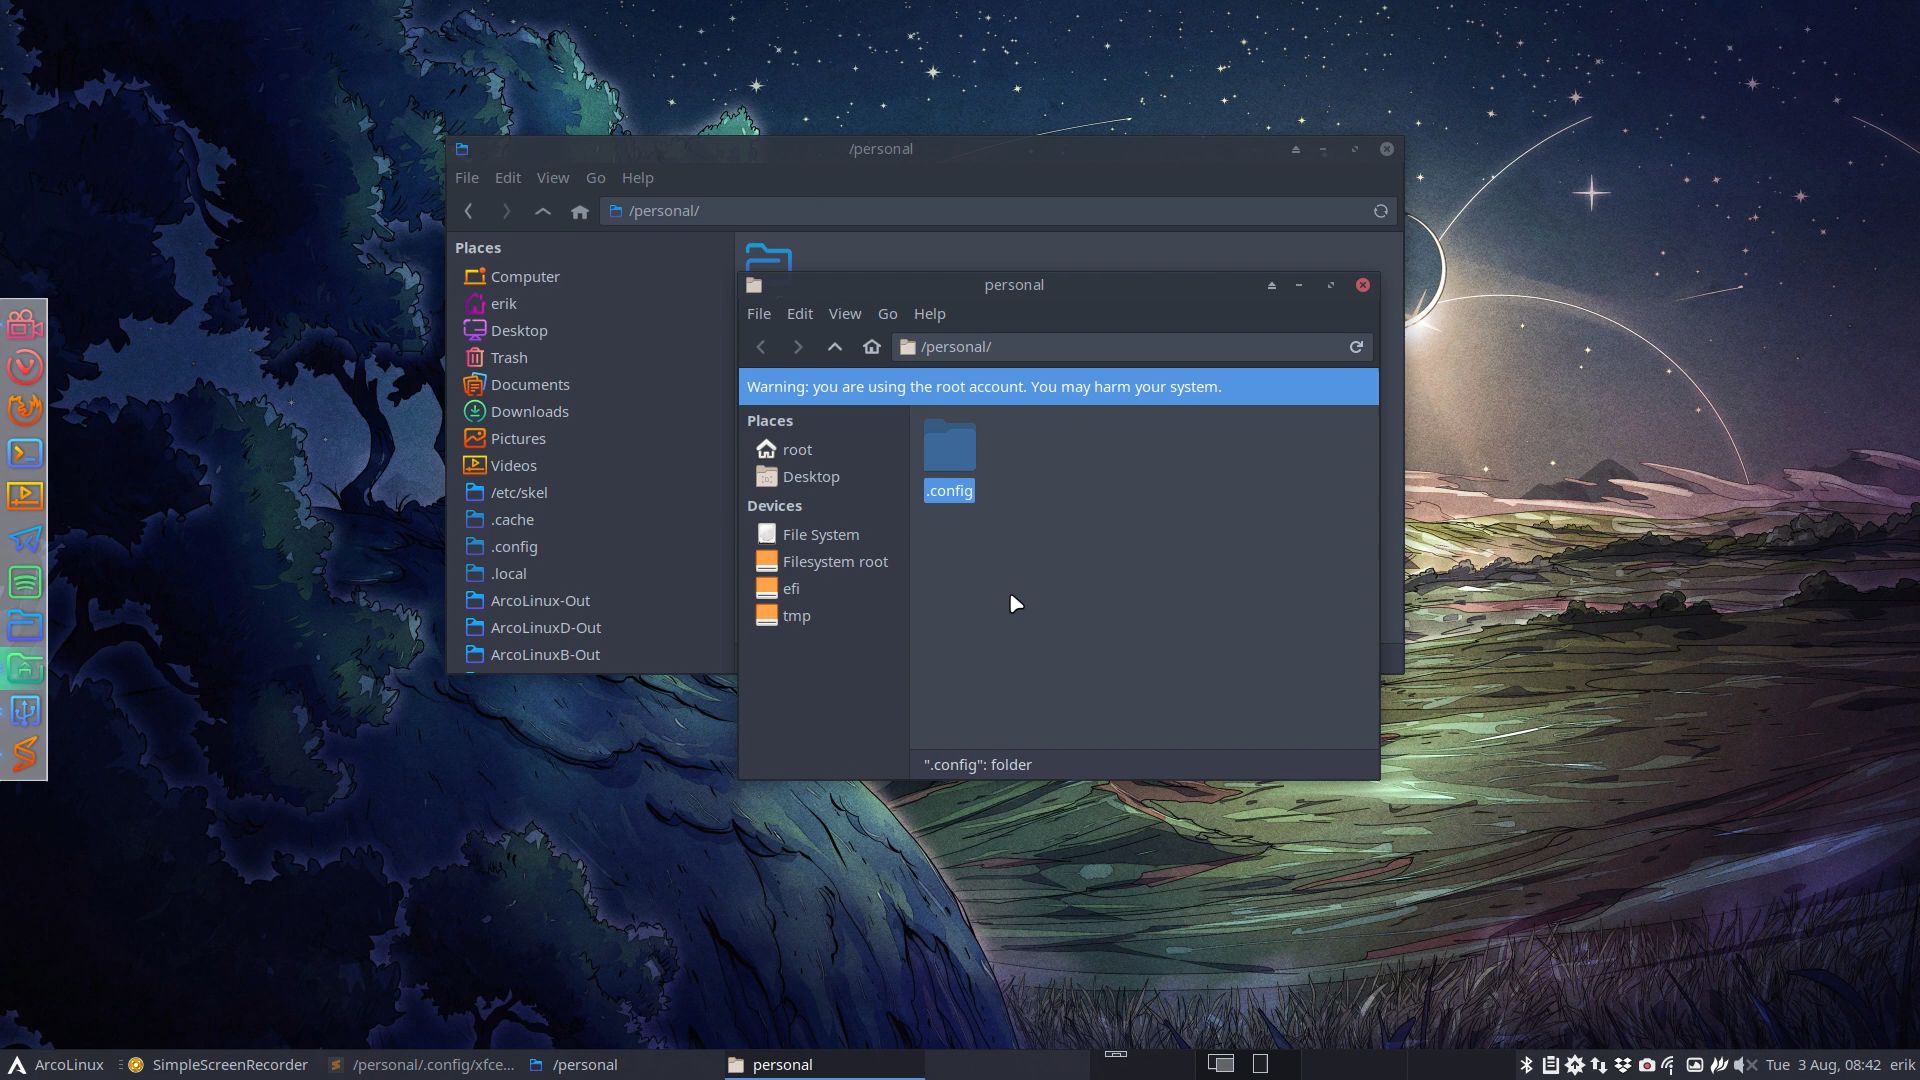 /personal
File Edit View Go Help
/personal/
Places
Computer
erik
Desktop
Trash
Documents
Downloads
Pictures
Videos
/etc/skel
.cache
.config
.local
ArcoLinux-Out
ArcoLinuxD-Out
ArcoLinuxB-Out
personal
File Edit View Go Help
/personal/
Warning: you are using the root account. You may harm your system.
Places
root
Desktop
Devices
File System
Filesystem root
efi
tmp
.config
".config": folder
ArcoLinux SimpleScreenRecorder /personal/.config/xfce... /personal personal Tue 3 Aug, 08:42 erik